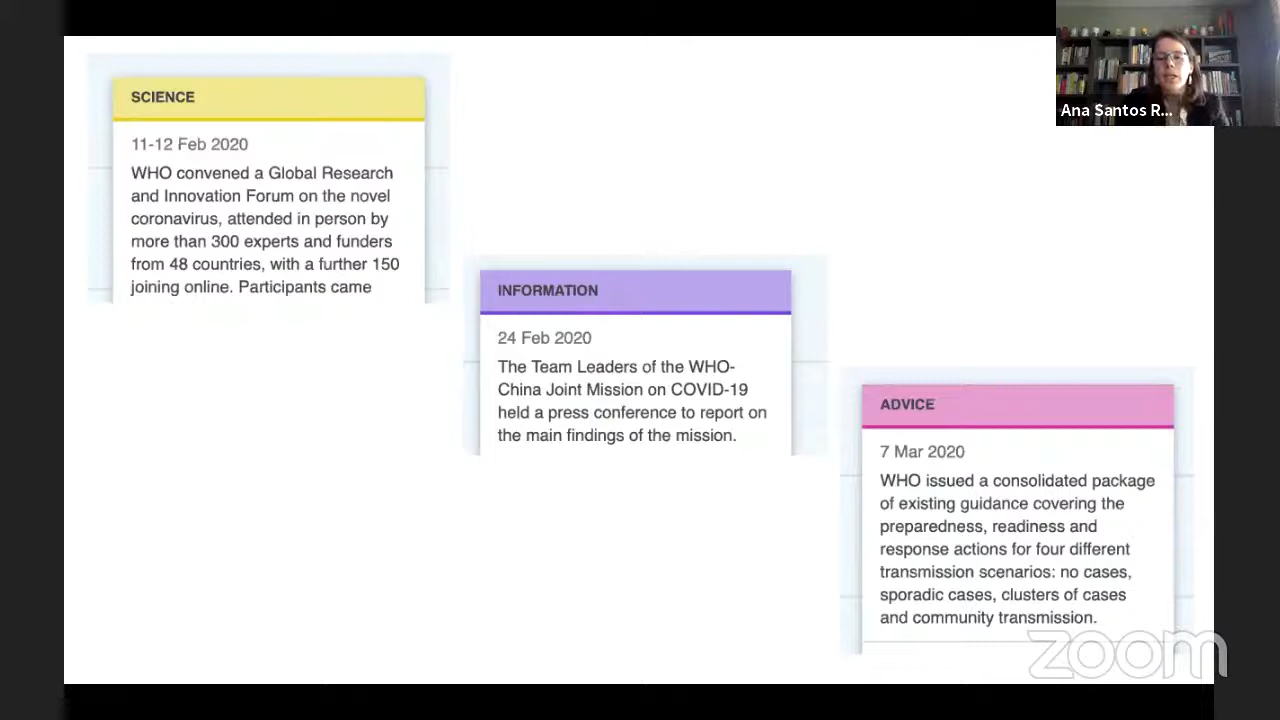 SCIENCE
11-12 Feb 2020
WHO convened a Global Research
and Innovation Forum on the novel
coronavirus, attended in person by
more than 300 experts and funders
from 48 countries, with a further 150
joining online. Participants came
INFORMATION
24 Feb 2020
The Team Leaders of the WHO-
China Joint Mission on COVID-19
held a press conference to report on
the main findings of the mission.
ADVICE
7 Mar 2020
WHO issued a consolidated package
of existing guidance covering the
preparedness, readiness and
response actions for four different
transmission scenarios: no cases,
sporadic cases, clusters of cases
and community transmission.
Ana Santos R...
zoom